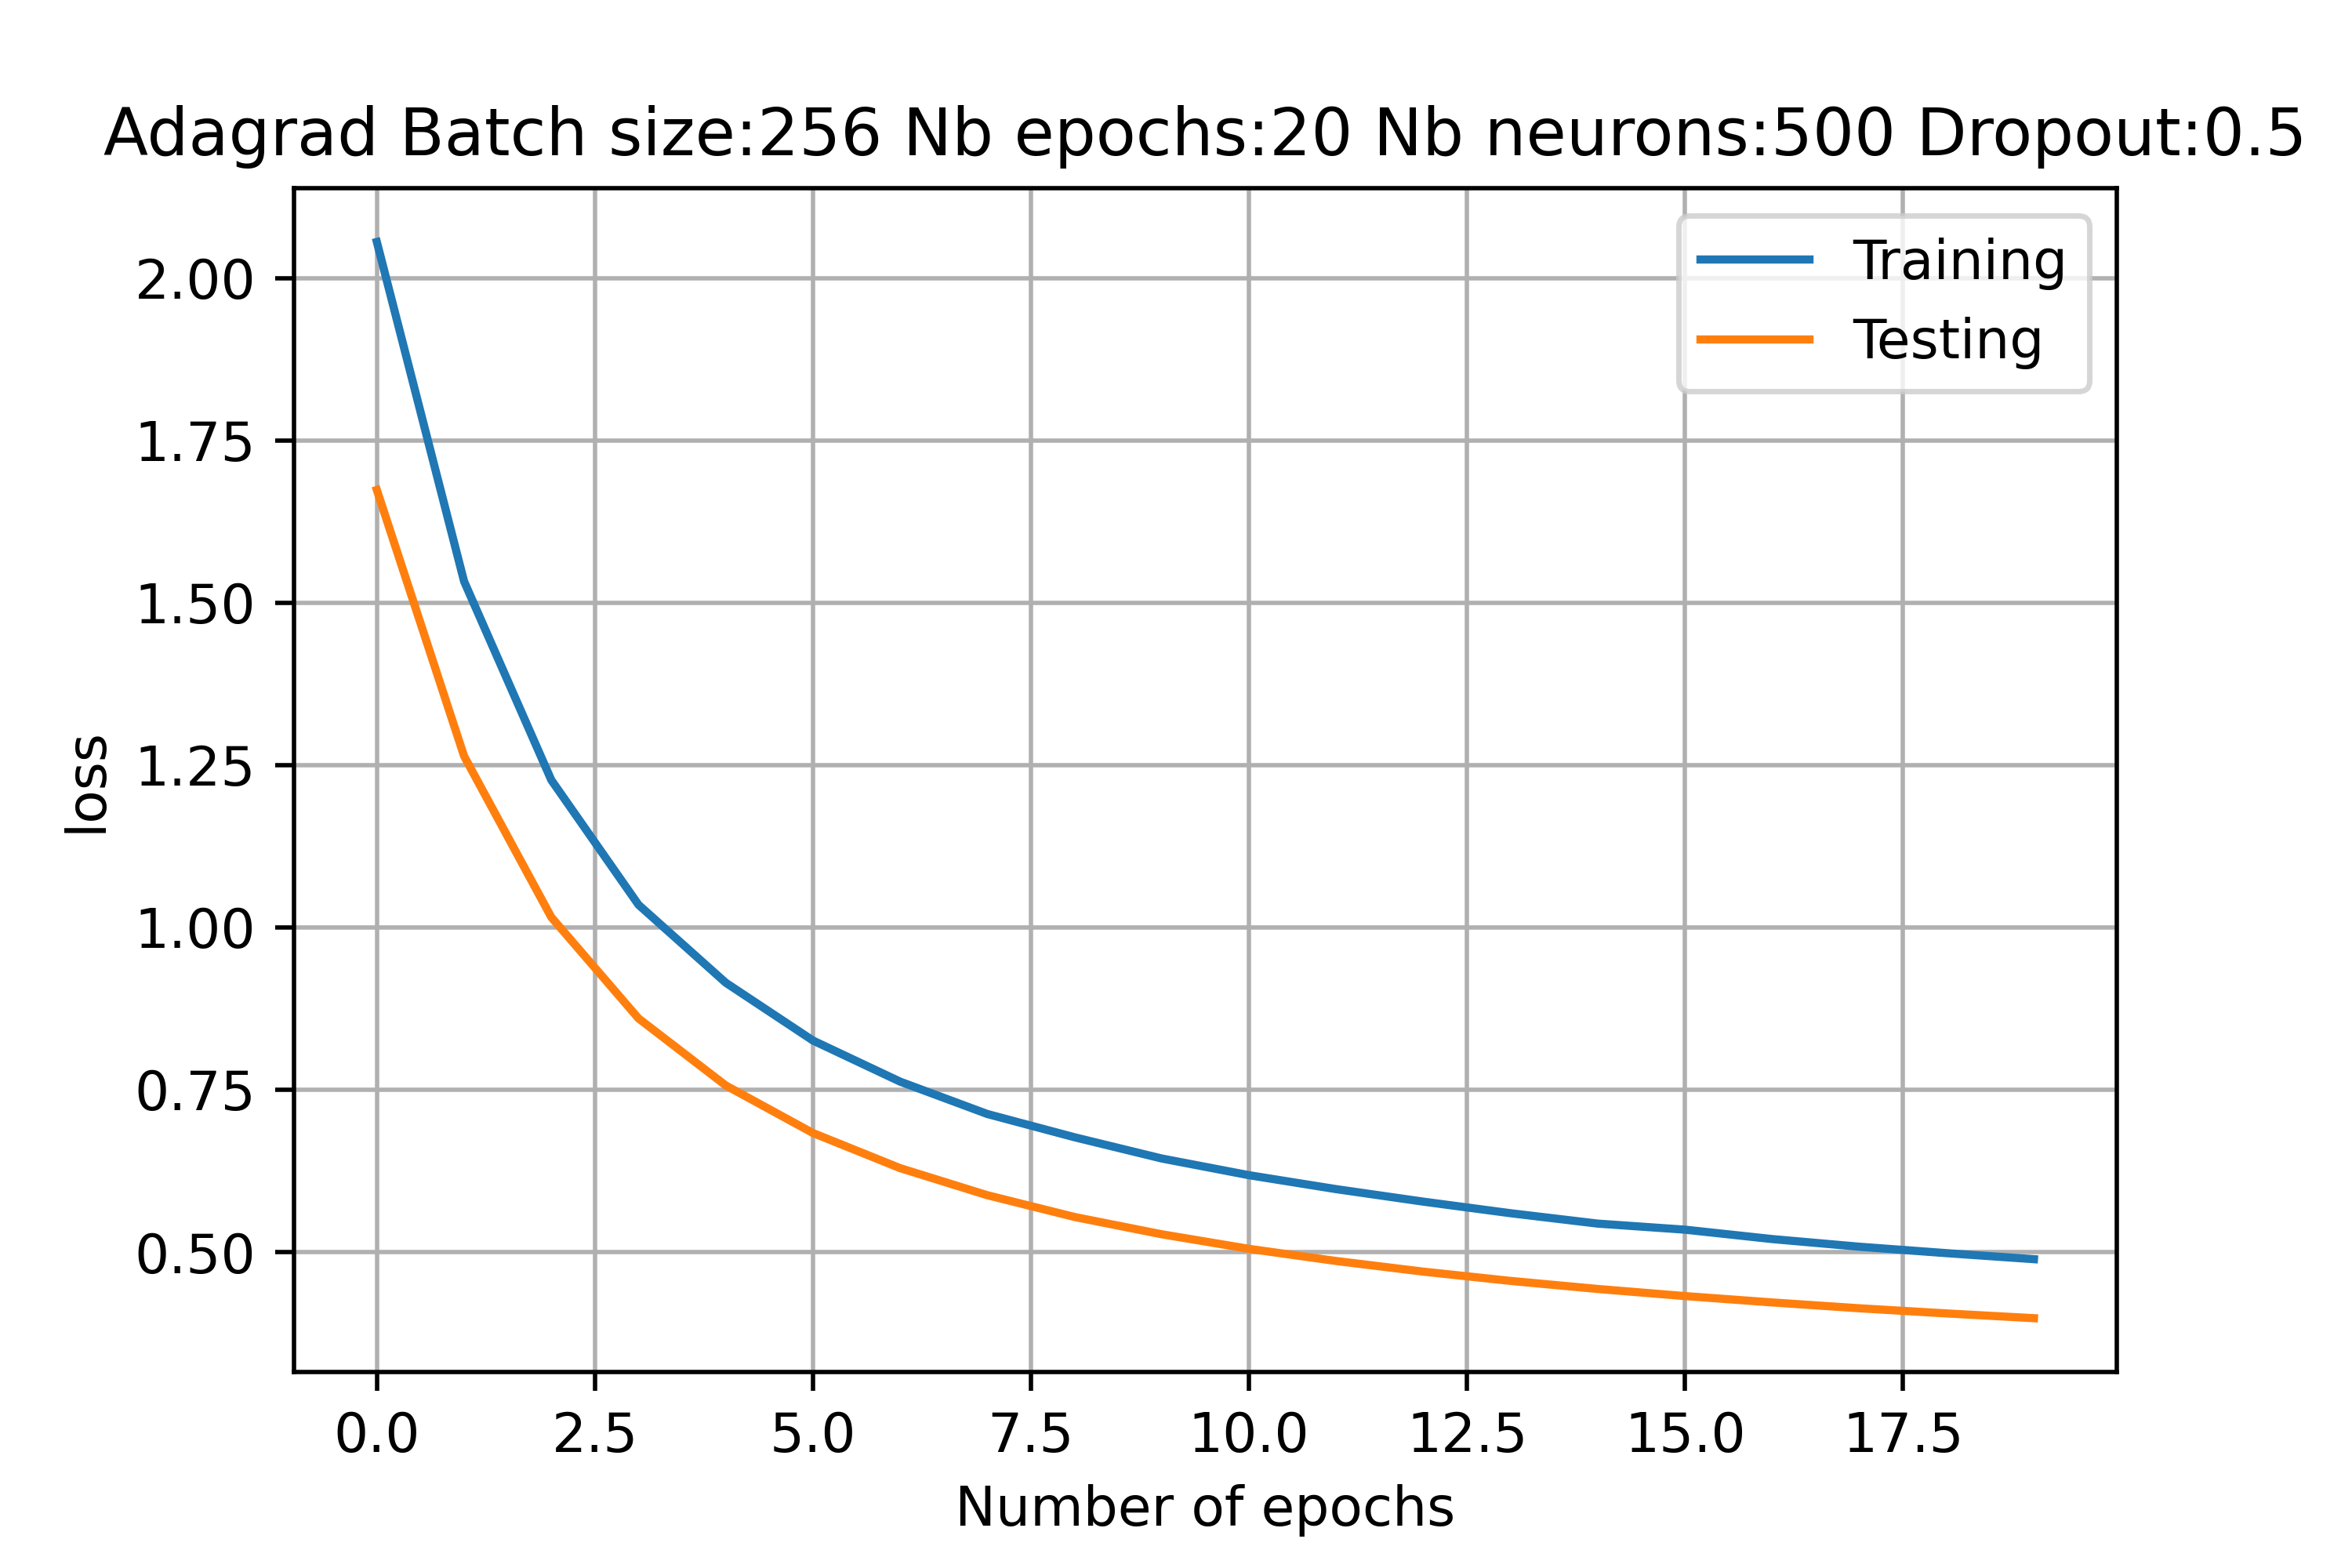 Adagrad Batch size:256 Nb epochs:20 Nb neurons:500 Dropout:0.5
Training
Testing
2.00
1.75
1.50
1.25
1.00
0.75
0.50
loss
0.0 2.5 5.0 7.5 10.0 12.5 15.0 17.5
Number of epochs